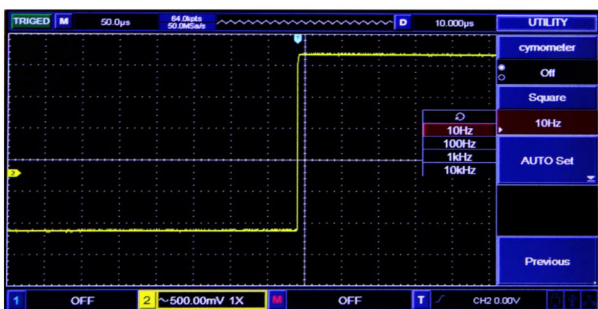 TRIGED M 50.0μs 64.0kpts D 10.000μs UTILITY
50.0MSa/s
cymometer
Off
Square
10Hz
10Hz
100Hz
1kHz
10kHz
AUTO Set
2
Previous
1 OFF 2 ~500.00mV 1X M OFF T CH2 0.00V